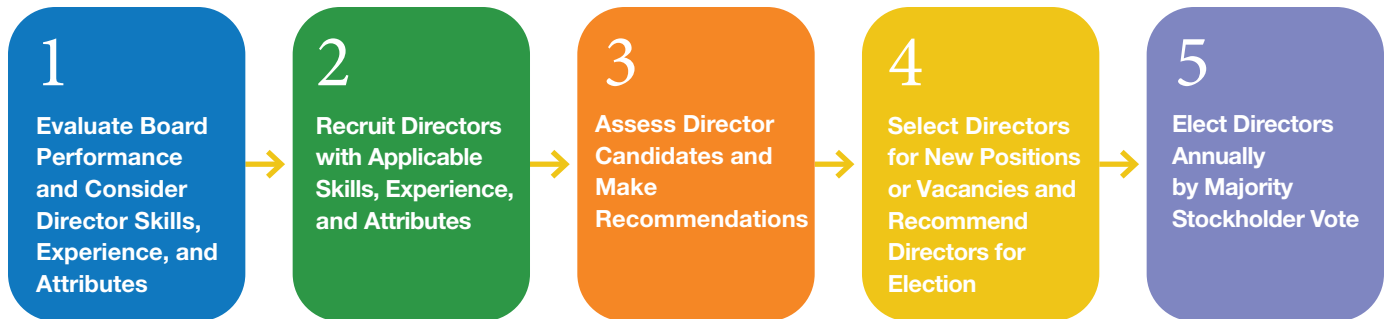 1
Evaluate Board
Performance
and Consider
Director Skills,
Experience, and
Attributes
2
Recruit Directors
with Applicable
Skills, Experience,
and Attributes
3
Assess Director
Candidates and
Make
Recommendations
4
Select Directors
for New Positions
or Vacancies and
Recommend
Directors for
Election
5
Elect Directors
Annually
by Majority
Stockholder Vote